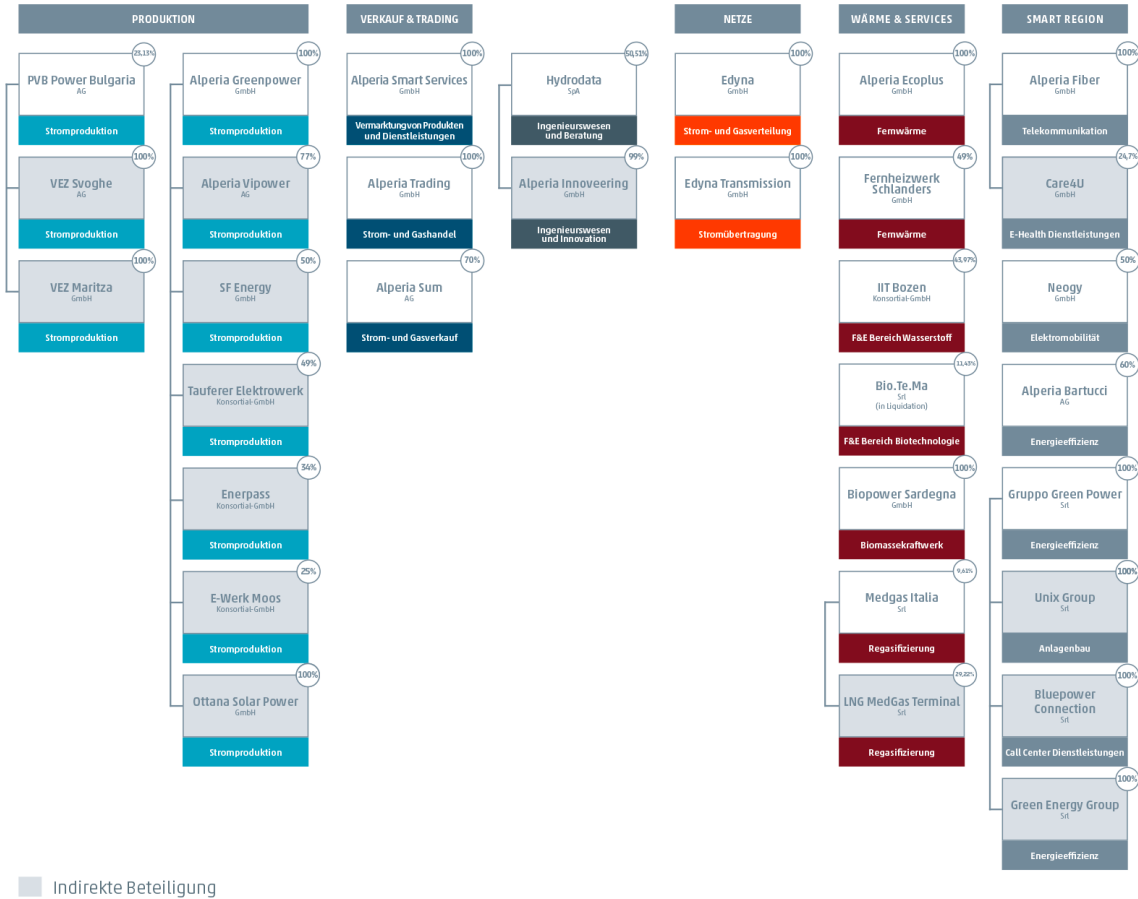 PRODUKTION
23,13%
PVB Power Bulgaria
AG
Stromproduktion
100%
VEZ Svoghe
AG
Stromproduktion
100%
VEZ Maritza
GmbH
Stromproduktion
100%
Alperia Greenpower
GmbH
Stromproduktion
77%
Alperia Vipower
AG
Stromproduktion
50%
SF Energy
GmbH
Stromproduktion
49%
Tauferer Elektrowerk
Konsortial-GmbH
Stromproduktion
34%
Enerpass
Konsortial-GmbH
Stromproduktion
25%
E-Werk Moos
Konsortial-GmbH
Stromproduktion
100%
Ottana Solar Power
GmbH
Stromproduktion
VERKAUF & TRADING
100%
Alperia Smart Services
GmbH
Vermarktung von Produkten
und Dienstleistungen
100%
Alperia Trading
GmbH
Strom- und Gashandel
70%
Alperia Sum
AG
Strom- und Gasverkauf
50,51%
Hydrodata
SpA
Ingenieurswesen
und Beratung
99%
Alperia Innoveering
GmbH
Ingenieurswesen
und Innovation
NETZE
100%
Edyna
GmbH
Strom- und Gasverteilung
100%
Edyna Transmission
GmbH
Stromübertragung
WÄRME & SERVICES
100%
Alperia Ecoplus
GmbH
Fernwärme
49%
Fernheizwerk
Schlanders
GmbH
Fernwärme
43,97%
IIT Bozen
Konsortial-GmbH
F&E Bereich Wasserstoff
11,43%
Bio.Te.Ma
Srl
(in Liquidation)
F&E Bereich Biotechnologie
100%
Biopower Sardegna
GmbH
Biomassekraftwerk
9,61%
Medgas Italia
Srl
Regasifizierung
29,22%
LNG MedGas Terminal
Srl
Regasifizierung
SMART REGION
100%
Alperia Fiber
GmbH
Telekommunikation
24,7%
Care4U
GmbH
E-Health Dienstleistungen
50%
Neogy
GmbH
Elektromobilität
60%
Alperia Bartucci
AG
Energieeffizienz
100%
Gruppo Green Power
Srl
Energieeffizienz
100%
Unix Group
Srl
Anlagenbau
100%
Bluepower
Connection
Srl
Call Center Dienstleistungen
100%
Green Energy Group
Srl
Energieeffizienz
Indirekte Beteiligung